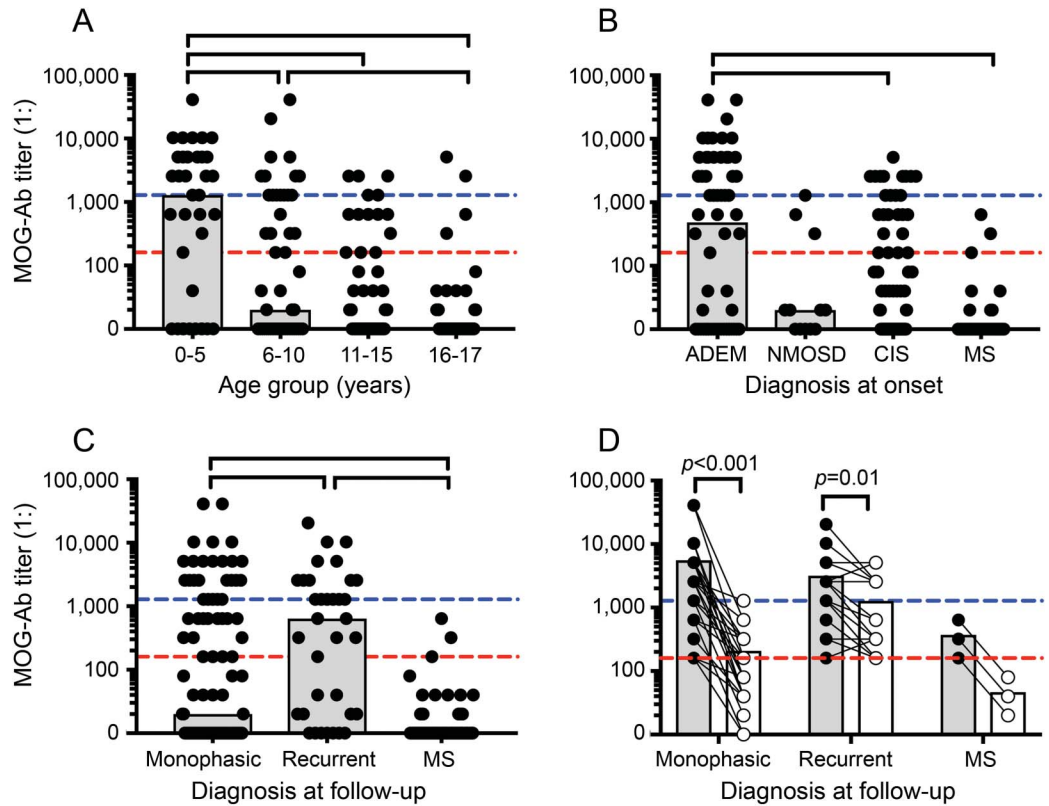 A
MOG-Ab titer (1:)
100,000
10,000
1,000
100
0
0-5 6-10 11-15 16-17
Age group (years)
B
100,000
10,000
1,000
100
0
ADEM NMOSD CIS MS
Diagnosis at onset
C
MOG-Ab titer (1:)
100,000
10,000
1,000
100
0
Monophasic Recurrent MS
Diagnosis at follow-up
D
100,000
10,000
1,000
100
0
p<0.001
p=0.01
Monophasic Recurrent MS
Diagnosis at follow-up